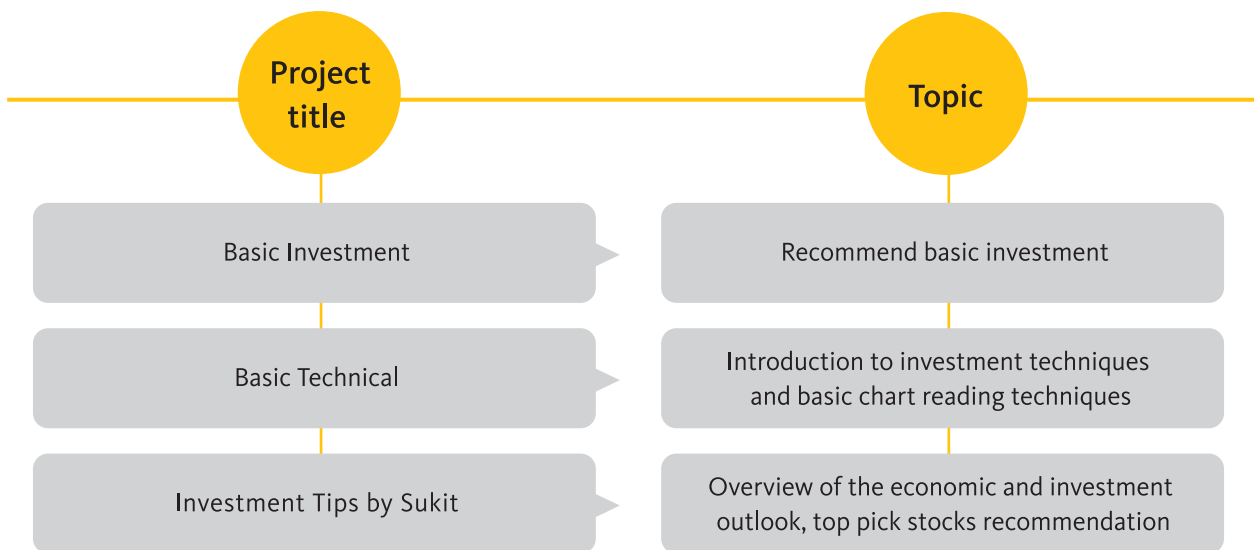 Project
title
Topic
Basic Investment
Recommend basic investment
Basic Technical
Introduction to investment techniques
and basic chart reading techniques
Investment Tips by Sukit
Overview of the economic and investment
outlook, top pick stocks recommendation